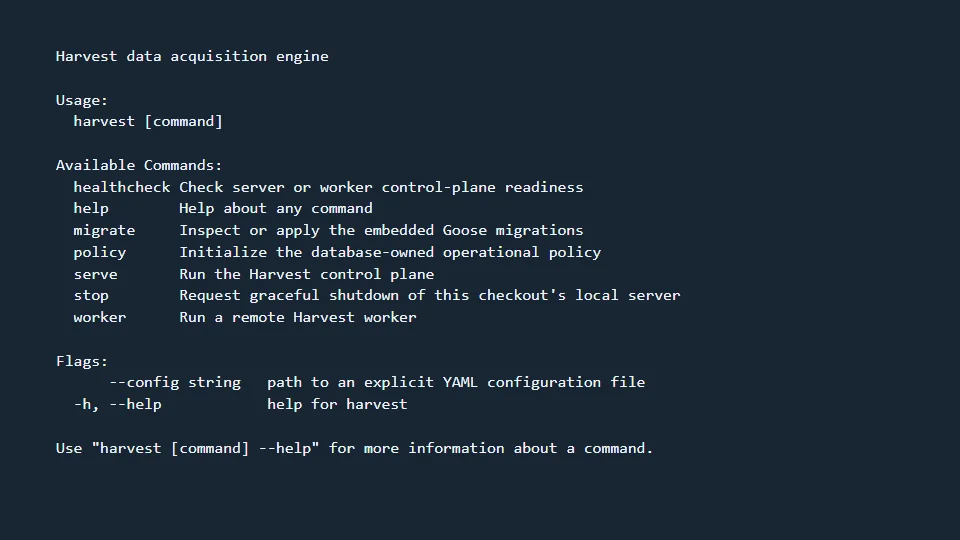 Harvest data acquisition engine
Usage:
harvest [command]
Available Commands:
healthcheck Check server or worker control-plane readiness
help Help about any command
migrate Inspect or apply the embedded Goose migrations
policy Initialize the database-owned operational policy
serve Run the Harvest control plane
stop Request graceful shutdown of this checkout's local server
worker Run a remote Harvest worker
Flags:
--config string path to an explicit YAML configuration file
-h, --help help for harvest
Use "harvest [command] --help" for more information about a command.